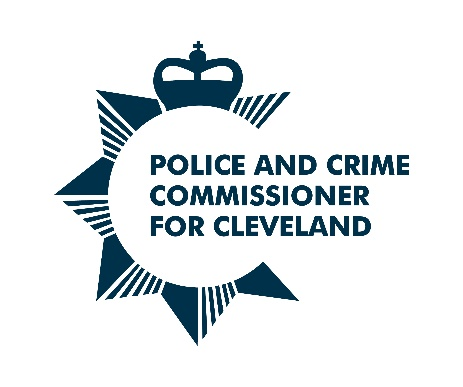 POLICE AND CRIME
COMMISSIONER
FOR CLEVELAND